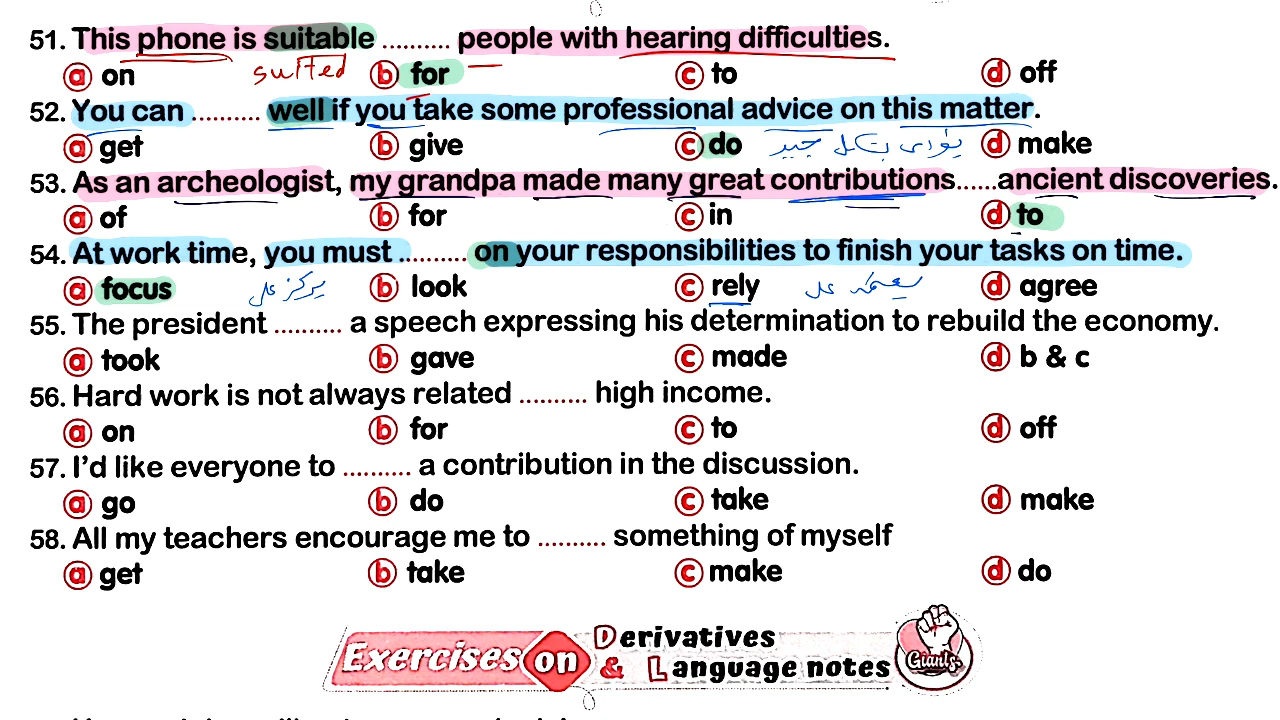 51. This phone is suitable .......... people with hearing difficulties.
suited
ⓐ on ⓑ for ⓒ to ⓓ off
52. You can .......... well if you take some professional advice on this matter.
ⓐ get ⓑ give ⓒ do ⓓ make
53. As an archeologist, my grandpa made many great contributions......ancient discoveries.
ⓐ of ⓑ for ⓒ in ⓓ to
54. At work time, you must .......... on your responsibilities to finish your tasks on time.
ⓐ focus يركز على ⓑ look ⓒ rely يعتمد على ⓓ agree
55. The president .......... a speech expressing his determination to rebuild the economy.
ⓐ took ⓑ gave ⓒ made ⓓ b & c
56. Hard work is not always related .......... high income.
ⓐ on ⓑ for ⓒ to ⓓ off
57. I'd like everyone to .......... a contribution in the discussion.
ⓐ go ⓑ do ⓒ take ⓓ make
58. All my teachers encourage me to .......... something of myself
ⓐ get ⓑ take ⓒ make ⓓ do
Exercises on Derivatives & Language notes
Giants